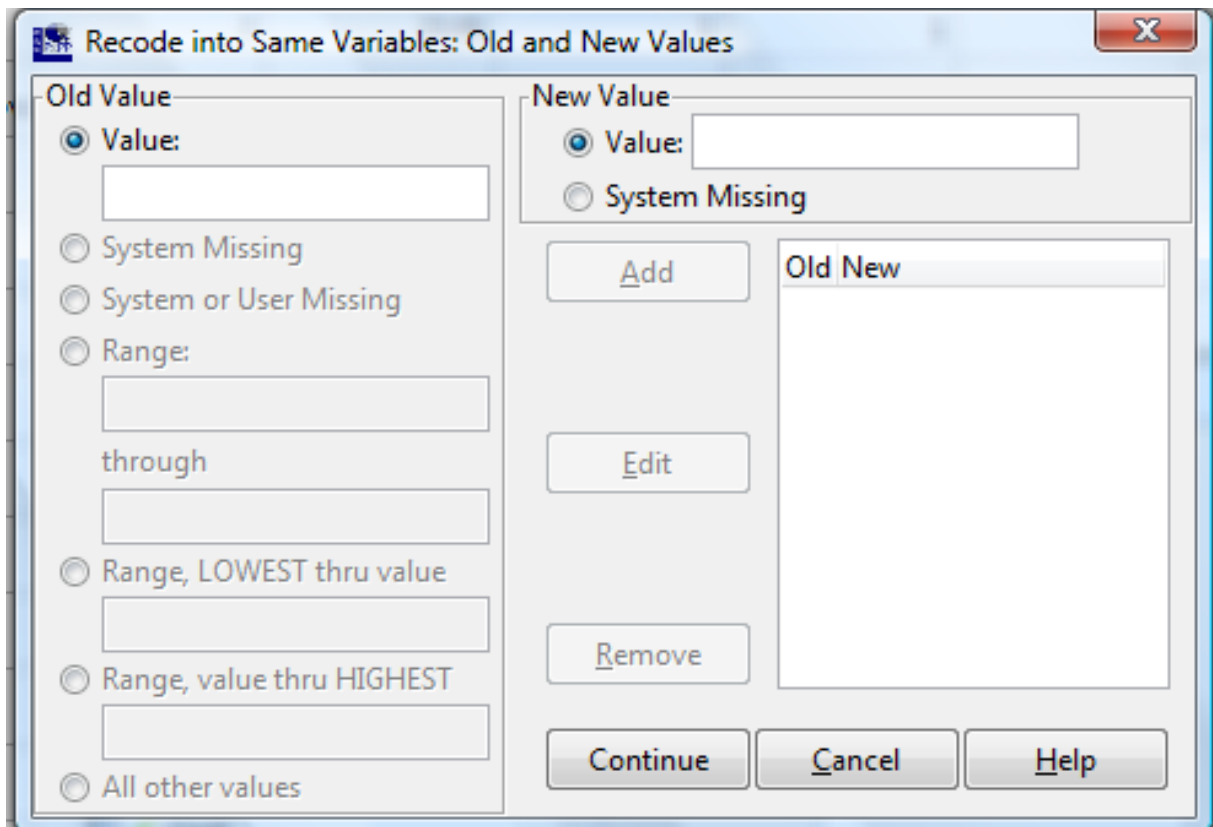 Recode into Same Variables: Old and New Values
Old Value
Value:
System Missing
System or User Missing
Range:
through
Range, LOWEST thru value
Range, value thru HIGHEST
All other values
New Value
Value:
System Missing
Add
Edit
Remove
Old New
Continue Cancel Help